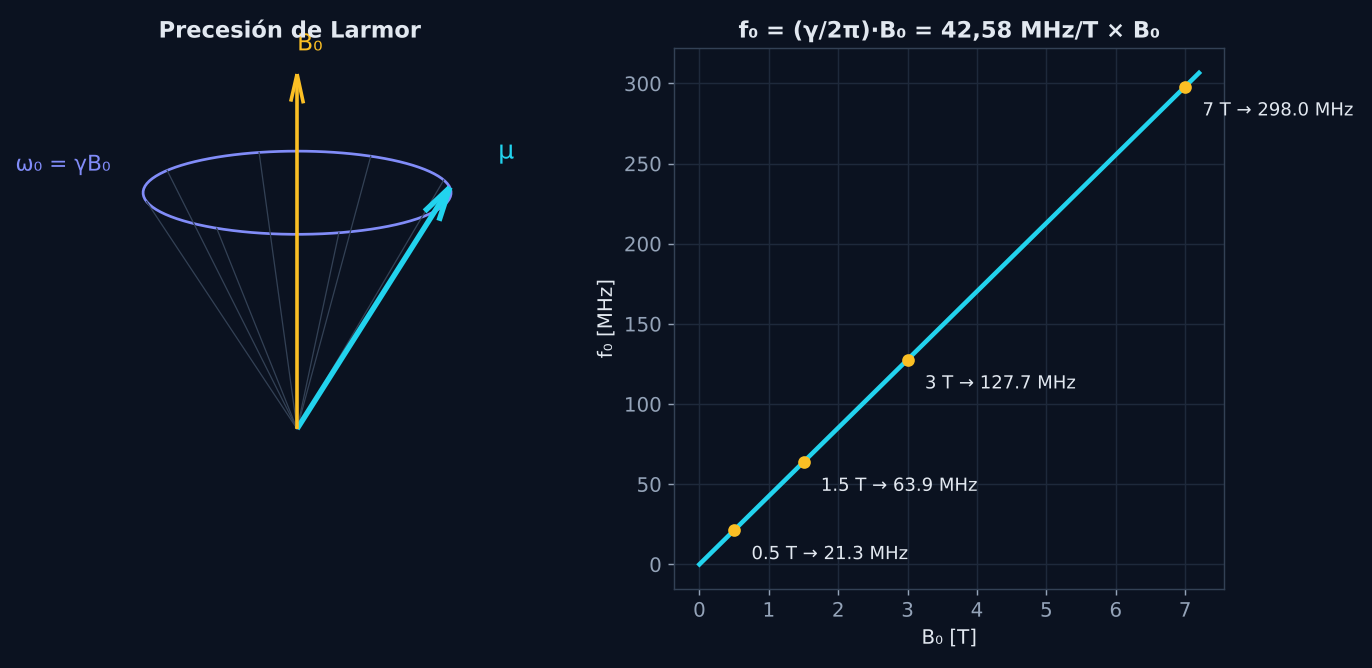 Precesión de Larmor
B₀
ω₀ = γB₀
μ
f₀ = (γ/2π)·B₀ = 42,58 MHz/T × B₀
300
250
200
150
100
50
0
f₀ [MHz]
7 T → 298.0 MHz
3 T → 127.7 MHz
1.5 T → 63.9 MHz
0.5 T → 21.3 MHz
0 1 2 3 4 5 6 7
B₀ [T]